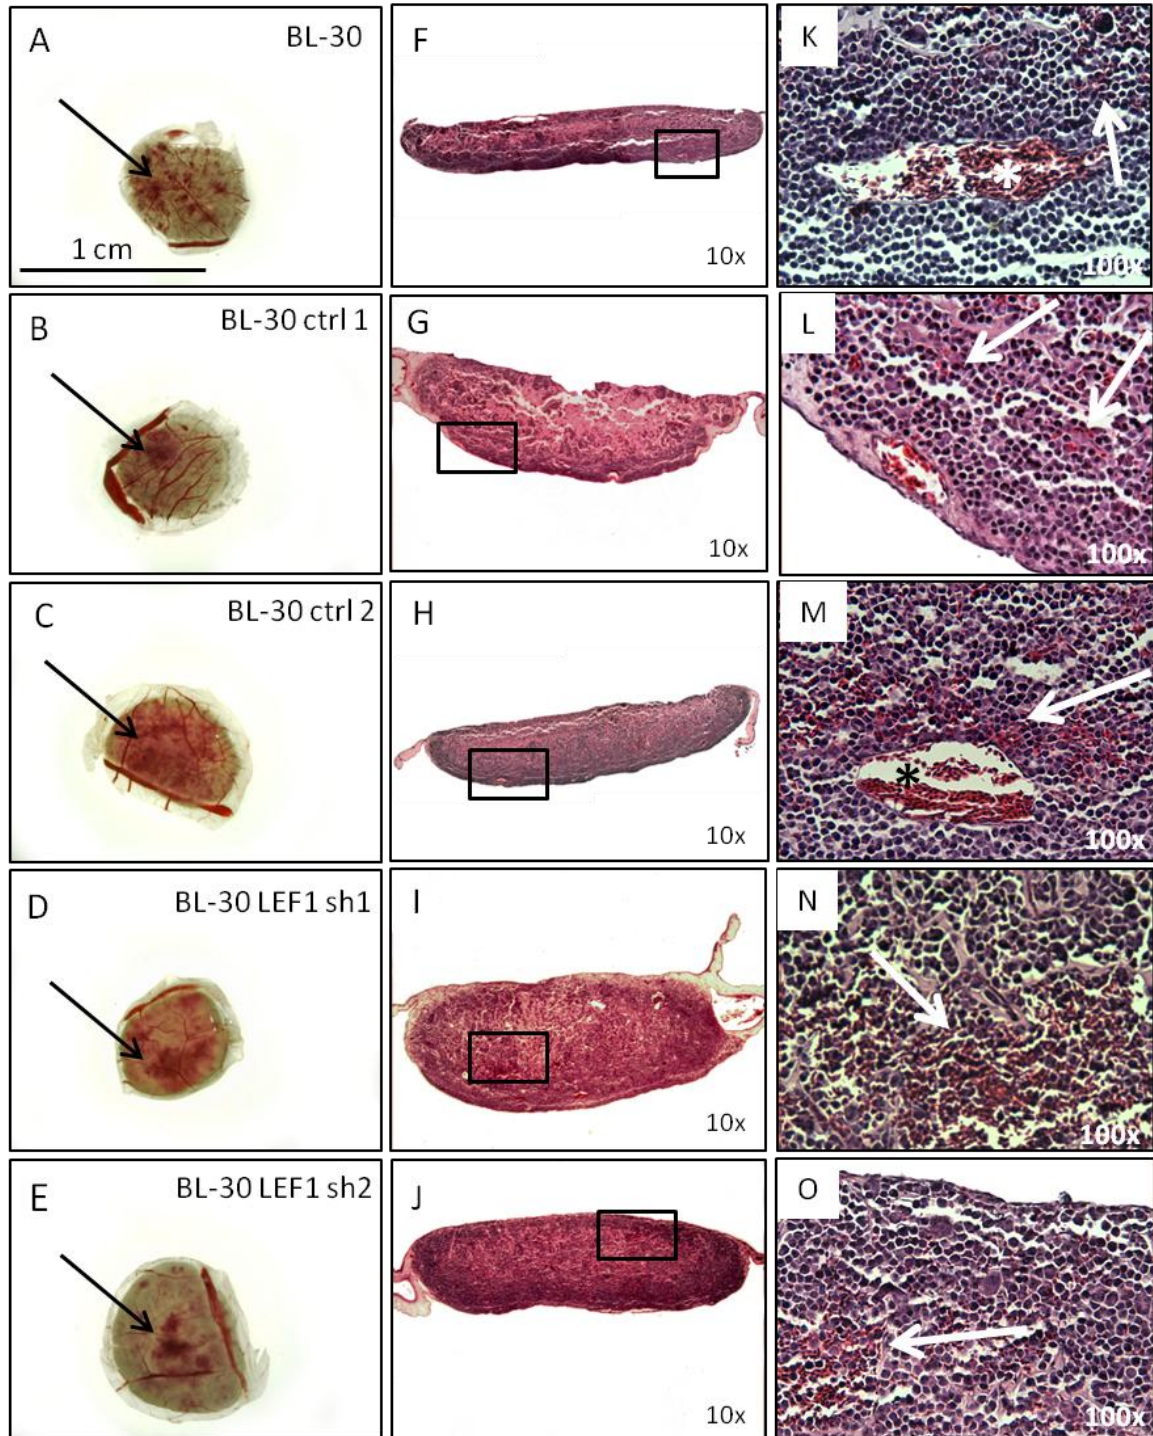 A BL-30 F K
1 cm 10x 100x
B BL-30 ctrl 1 G L
10x 100x
C BL-30 ctrl 2 H M
* 10x 100x
D BL-30 LEF1 sh1 I N
10x 100x
E BL-30 LEF1 sh2 J O
10x 100x